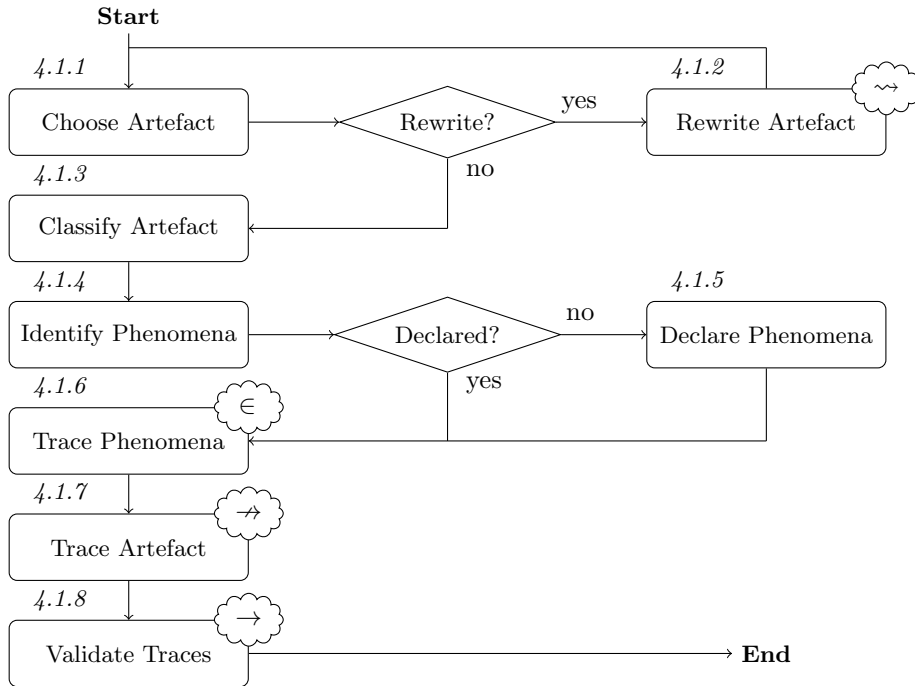 Start
4.1.1
4.1.2
⇝
Choose Artefact
Rewrite?
yes
Rewrite Artefact
no
4.1.3
Classify Artefact
4.1.4
4.1.5
Identify Phenomena
Declared?
no
Declare Phenomena
yes
4.1.6
∈
Trace Phenomena
4.1.7
↛
Trace Artefact
4.1.8
→
Validate Traces
End